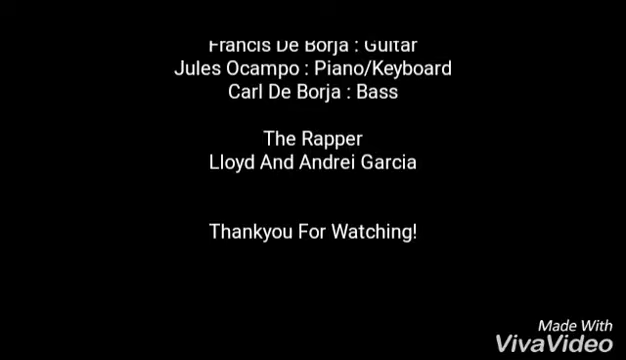 Francis De Borja : Guitar
Jules Ocampo : Piano/Keyboard
Carl De Borja : Bass
The Rapper
Lloyd And Andrei Garcia
Thankyou For Watching!
Made With
VivaVideo